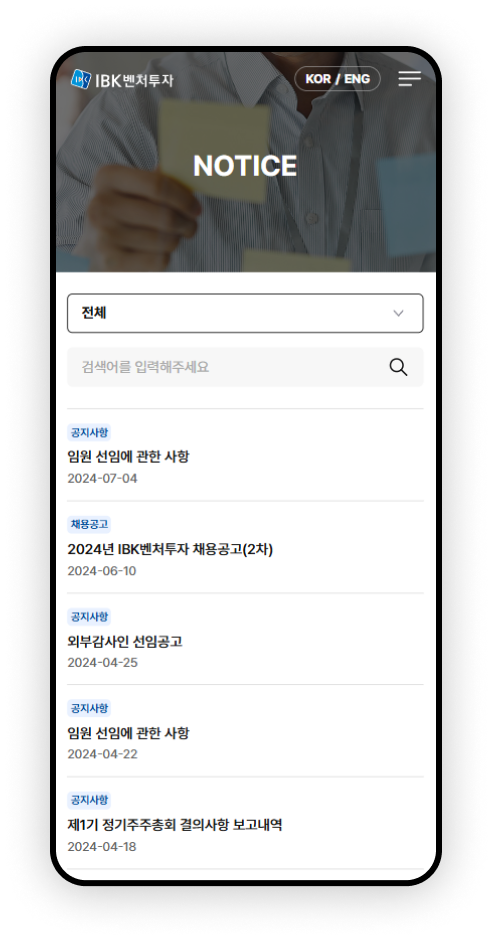 IBK벤처투자
KOR / ENG
NOTICE
전체
검색어를 입력해주세요
공지사항
임원 선임에 관한 사항
2024-07-04
채용공고
2024년 IBK벤처투자 채용공고(2차)
2024-06-10
공지사항
외부감사인 선임공고
2024-04-25
공지사항
임원 선임에 관한 사항
2024-04-22
공지사항
제1기 정기주주총회 결의사항 보고내역
2024-04-18